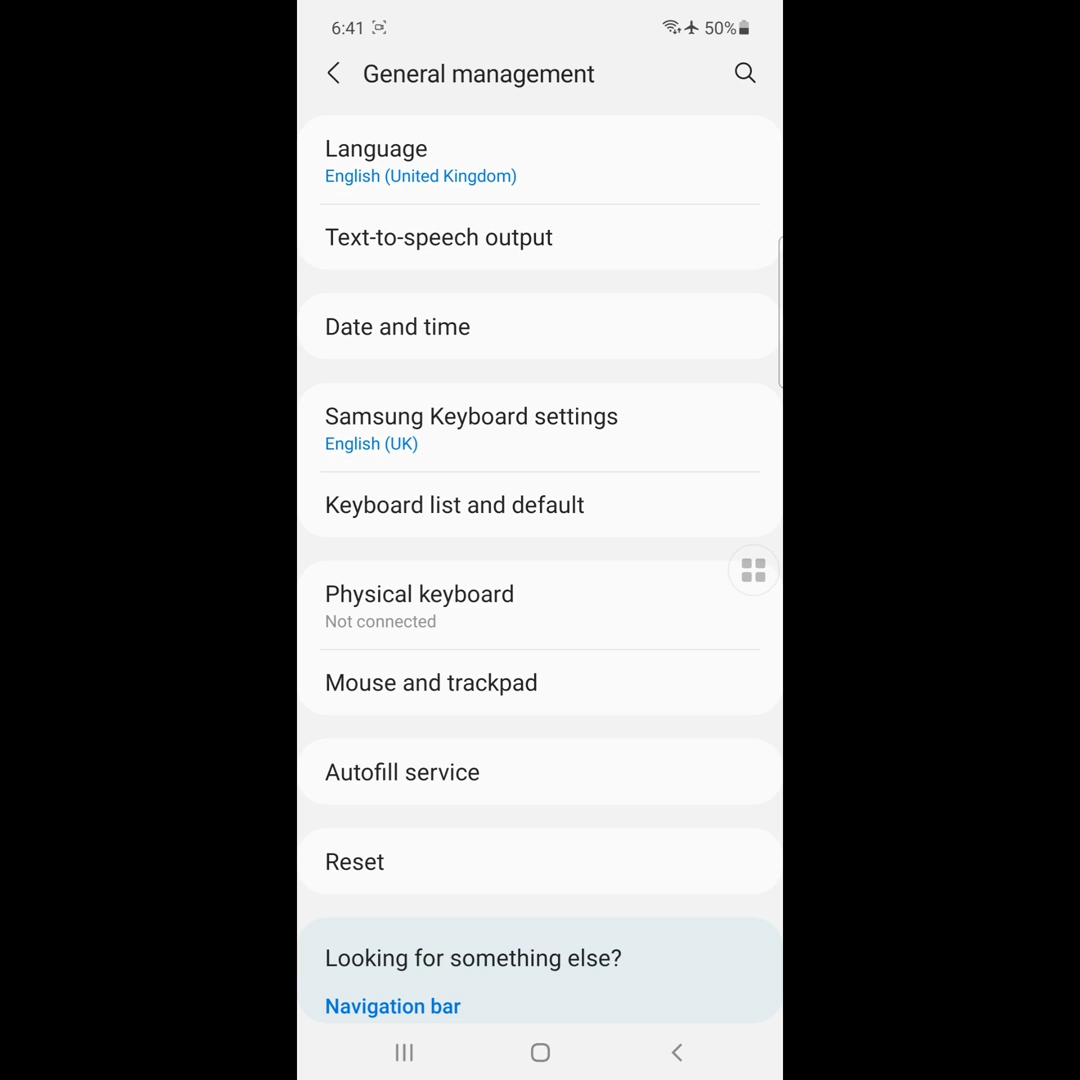 6:41 50%
General management
Language
English (United Kingdom)
Text-to-speech output
Date and time
Samsung Keyboard settings
English (UK)
Keyboard list and default
Physical keyboard
Not connected
Mouse and trackpad
Autofill service
Reset
Looking for something else?
Navigation bar